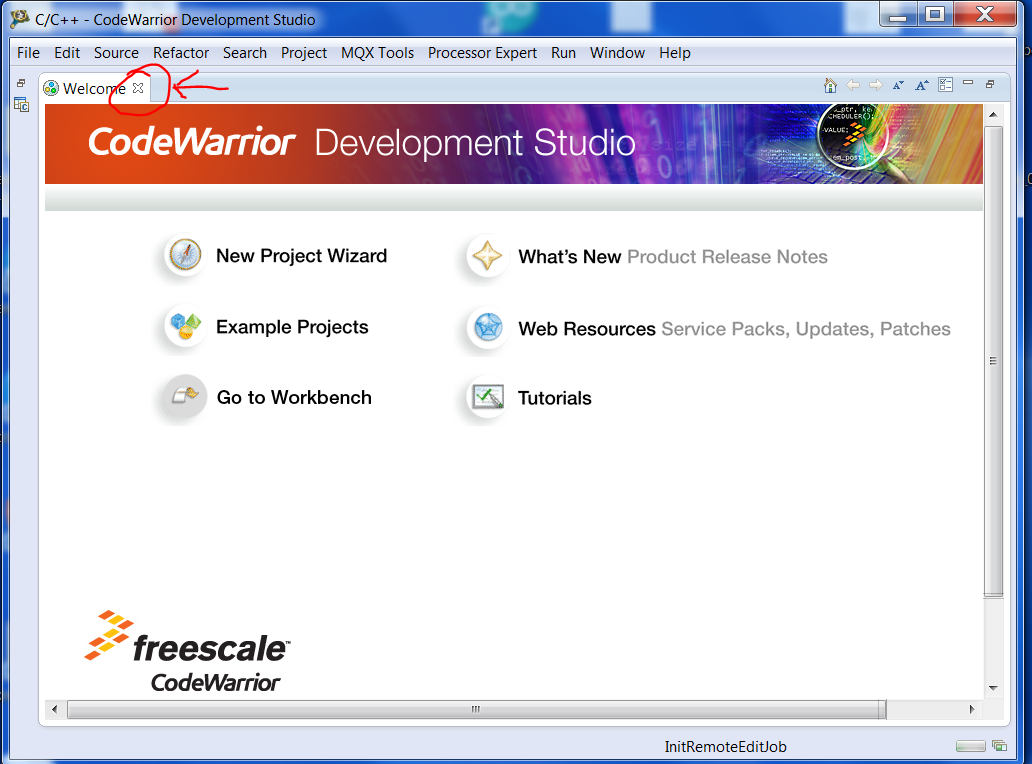 C/C++ - CodeWarrior Development Studio
File Edit Source Refactor Search Project MQX Tools Processor Expert Run Window Help
Welcome
CodeWarrior Development Studio
New Project Wizard
What's New Product Release Notes
Example Projects
Web Resources Service Packs, Updates, Patches
Go to Workbench
Tutorials
freescale™
CodeWarrior
InitRemoteEditJob